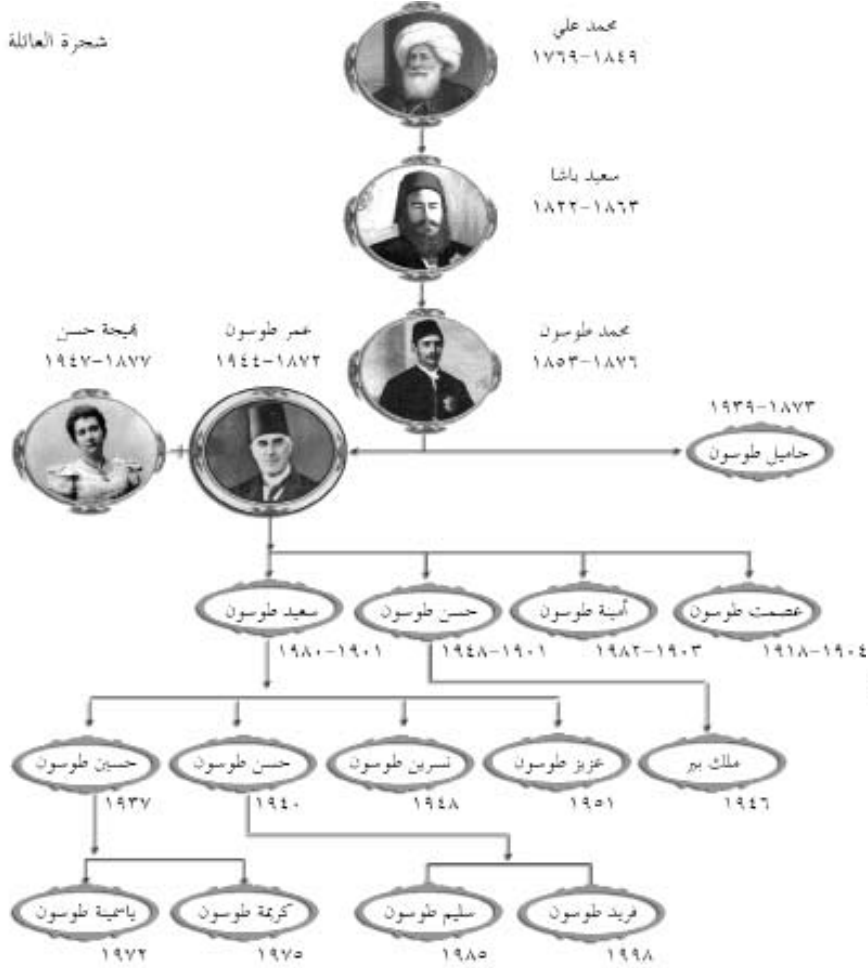 شجرة العائلة
محمد علي
١٧٦٩-١٨٤٩
سعيد باشا
١٨٢٢-١٨٦٣
محمد طوسون
١٨٥٣-١٨٧٦
عمر طوسون
١٩٤٤-١٨٧٢
بهيجة حسن
١٩٤٧-١٨٧٧
١٩٣٩-١٨٧٣
جاميل طوسون
عصمت طوسون
١٩١٨-١٩٠٤
أمينة طوسون
١٩٨٢-١٩٠٣
حسن طوسون
١٩٤٨-١٩٠١
سعيد طوسون
١٩٨٠-١٩٠١
ملك بير
١٩٤٦
عزيز طوسون
١٩٥١
نسرين طوسون
١٩٤٨
حسن طوسون
١٩٤٠
حسين طوسون
١٩٣٧
فريد طوسون
١٩٩٨
سليم طوسون
١٩٨٥
كريمة طوسون
١٩٧٥
ياسمينة طوسون
١٩٧٢